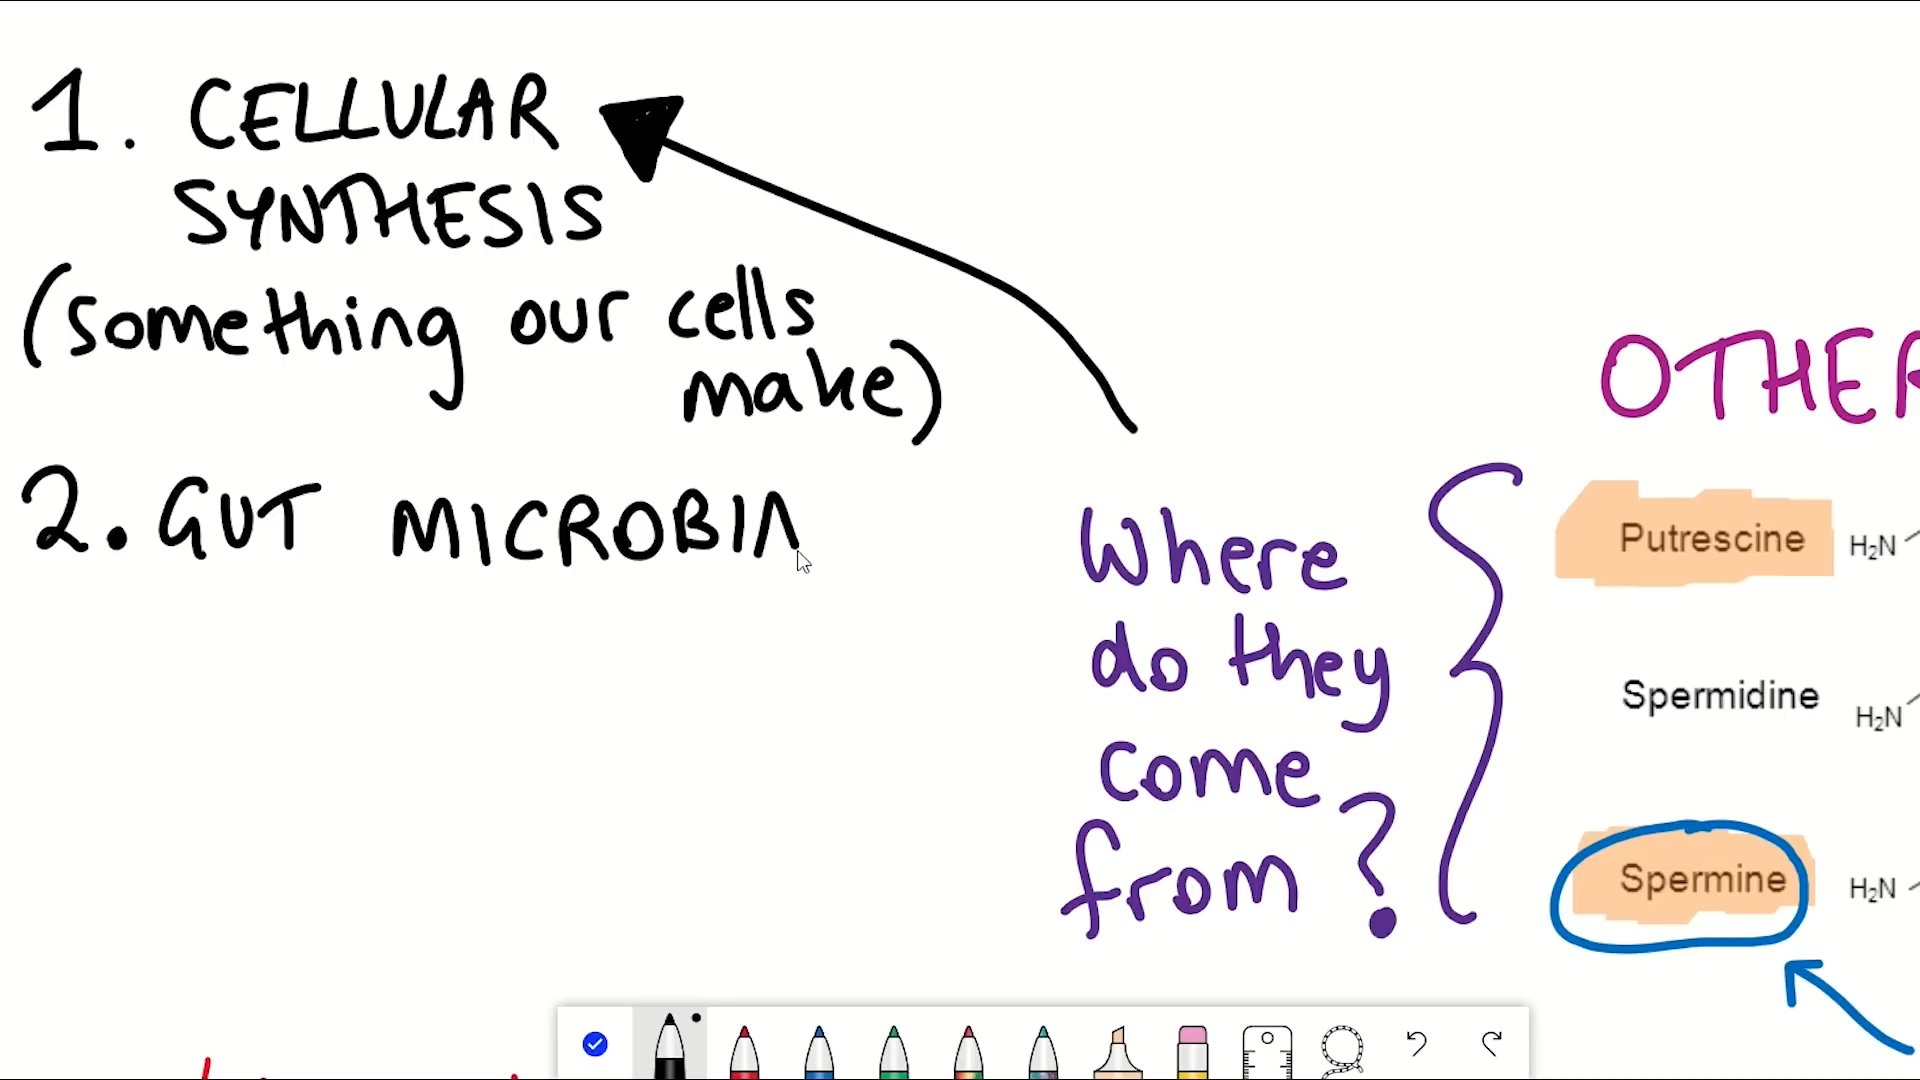 1. CELLULAR
SYNTHESIS
(something our cells
make)
2. GUT MICROBIA
Where
do they
come
from?
OTHER
Putrescine H₂N
Spermidine H₂N
Spermine H₂N